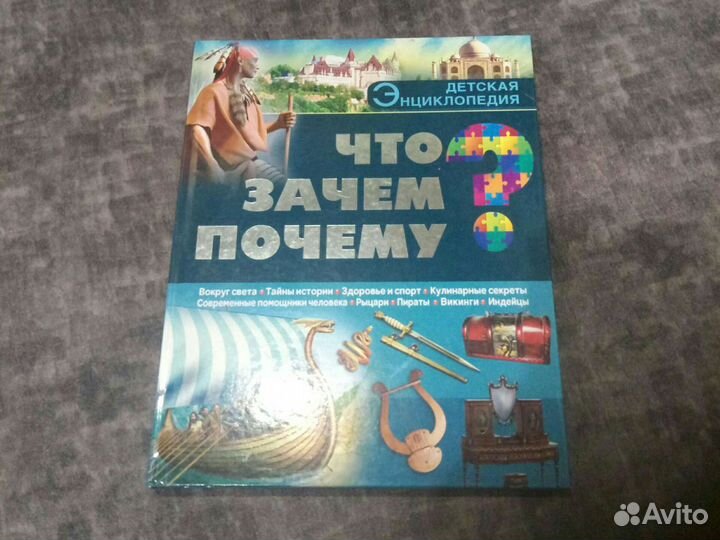 ДЕТСКАЯ
ЭНЦИКЛОПЕДИЯ
ЧТО
ЗАЧЕМ
ПОЧЕМУ?
Вокруг света • Тайны истории • Здоровье и спорт • Кулинарные секреты
Современные помощники человека • Рыцари • Пираты • Викинги • Индейцы
Avito